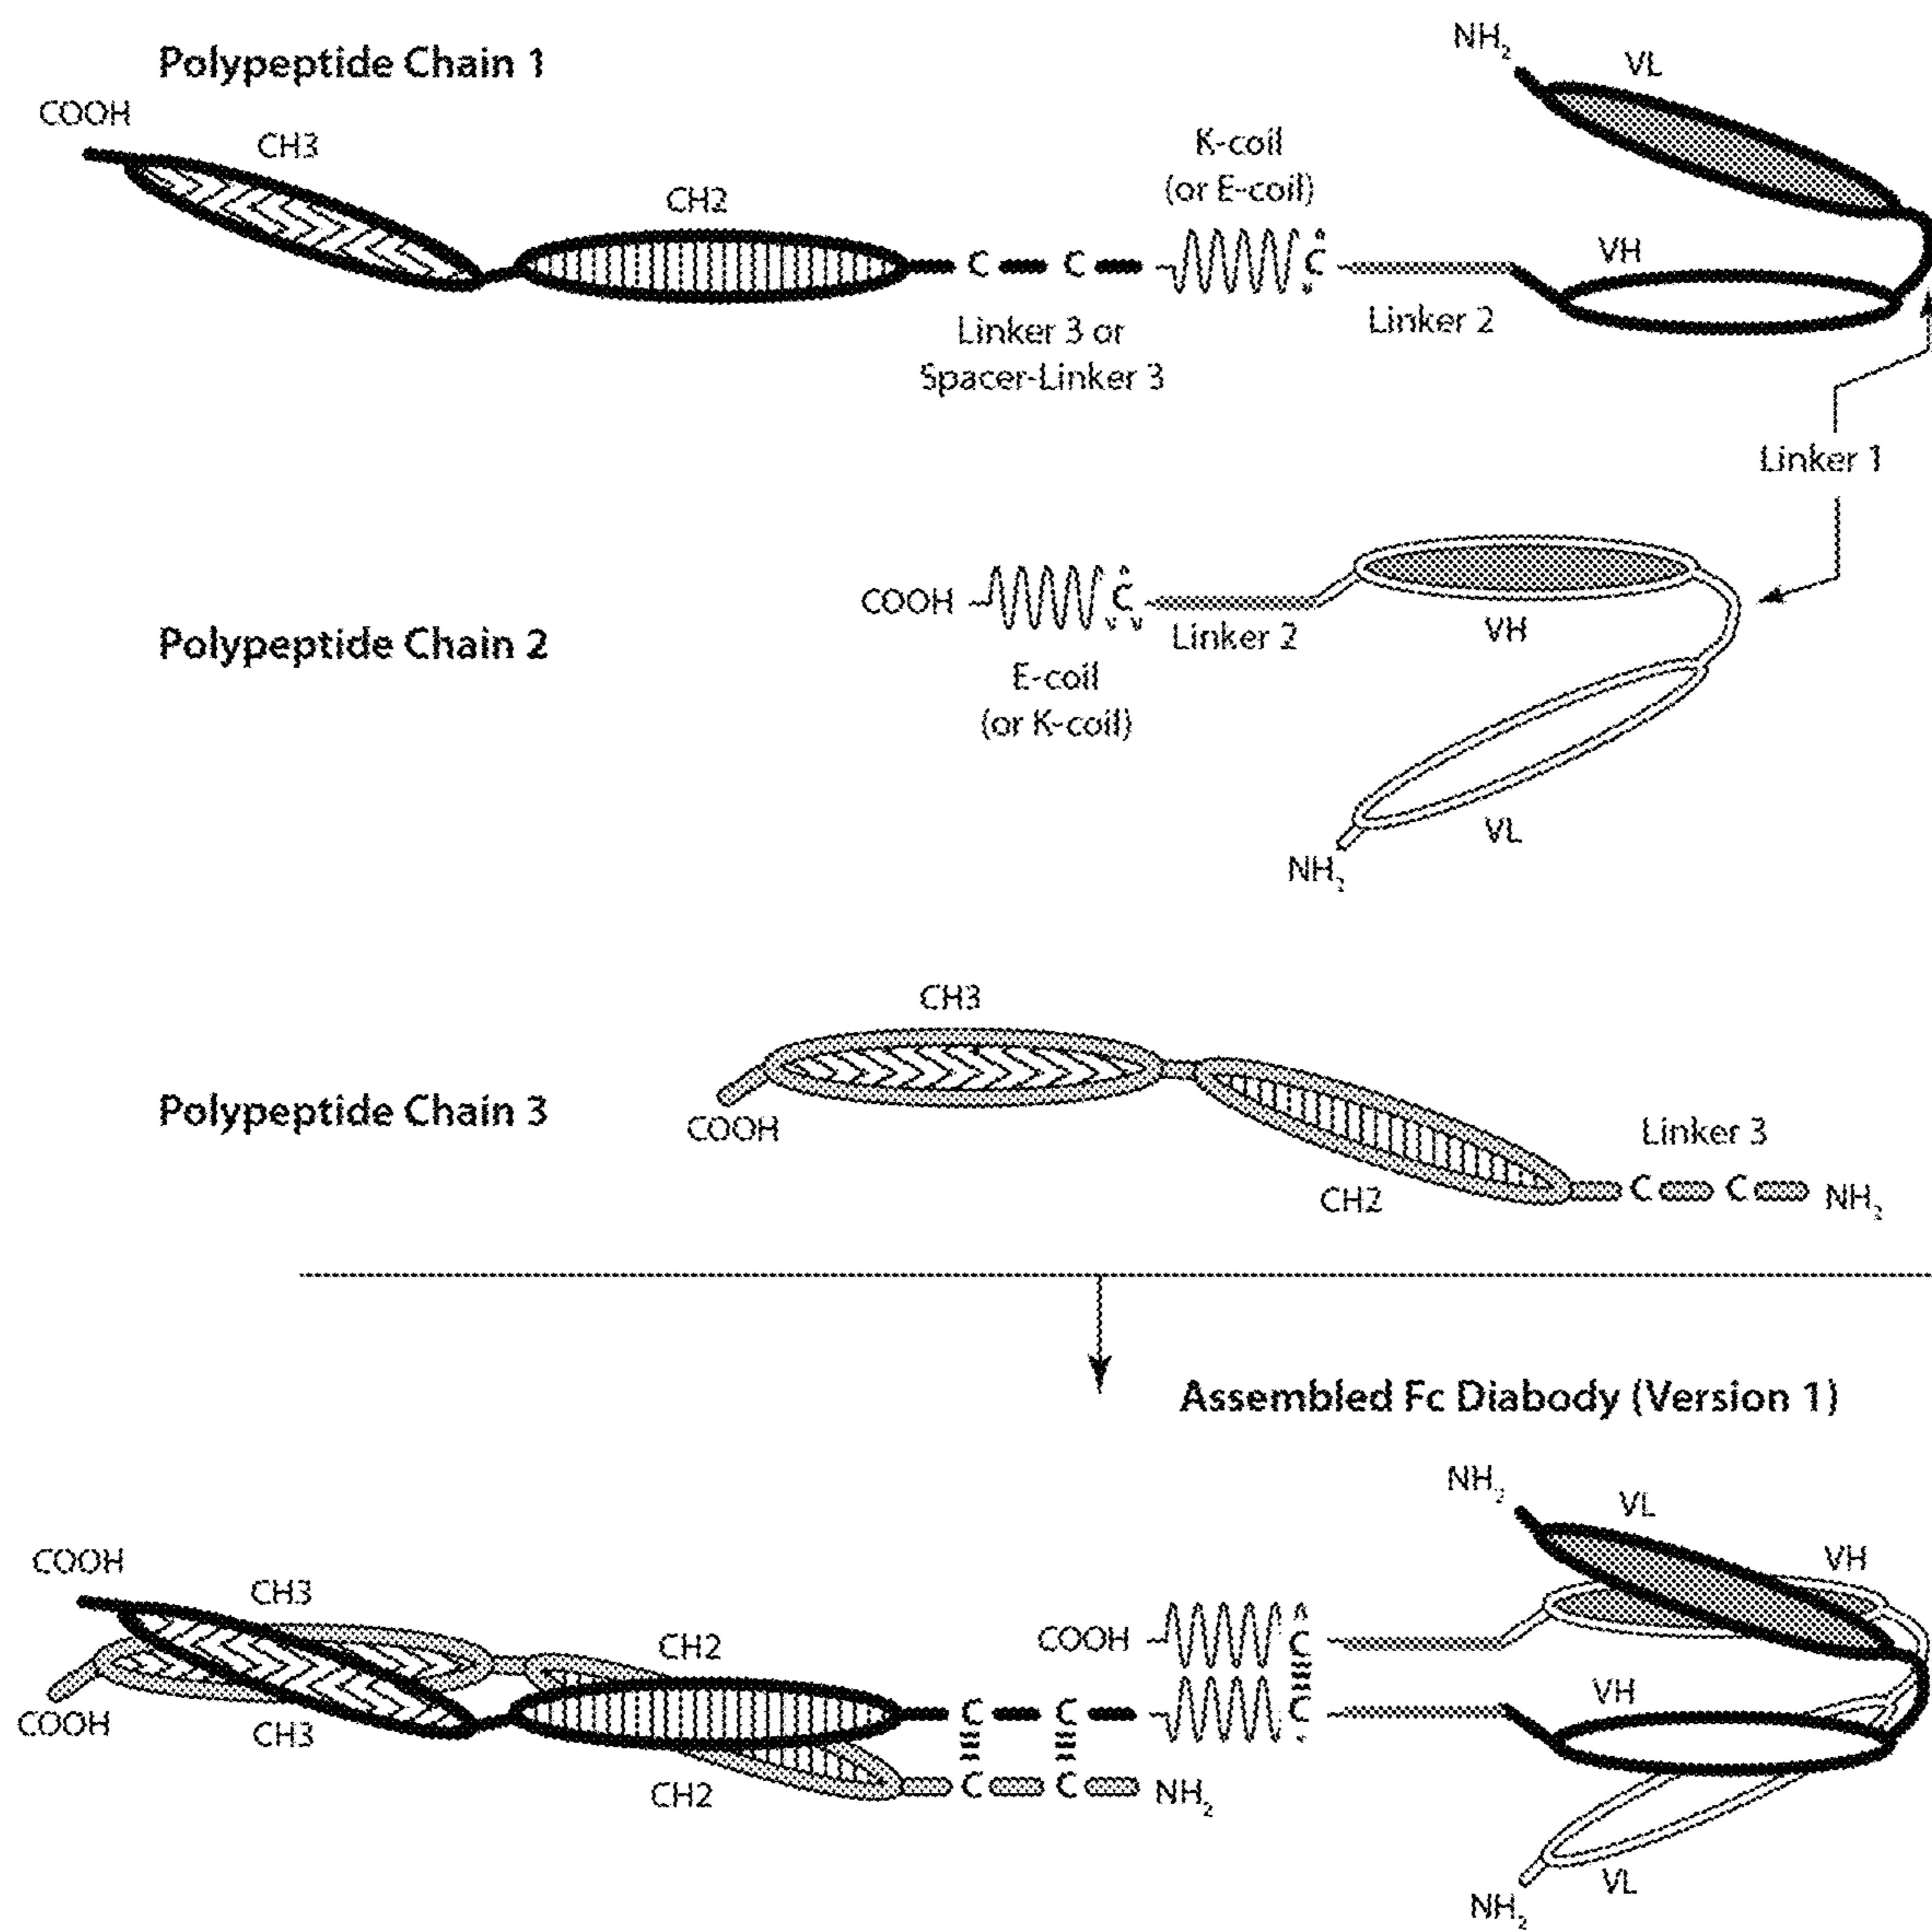 Polypeptide Chain 1
NH₂
VL
COOH
CH3
K-coil
(or E-coil)
CH2
C
C
C
VH
Linker 3 or
Spacer-Linker 3
Linker 2
Linker 1
COOH
C
Linker 2
VH
Polypeptide Chain 2
E-coil
(or K-coil)
VL
NH₂
CH3
Polypeptide Chain 3
COOH
Linker 3
CH2
C
C
NH₂
Assembled Fc Diabody (Version 1)
NH₂
VL
COOH
CH3
VH
CH2
COOH
C
COOH
CH3
C
C
C
VH
CH2
C
C
NH₂
VL
NH₂